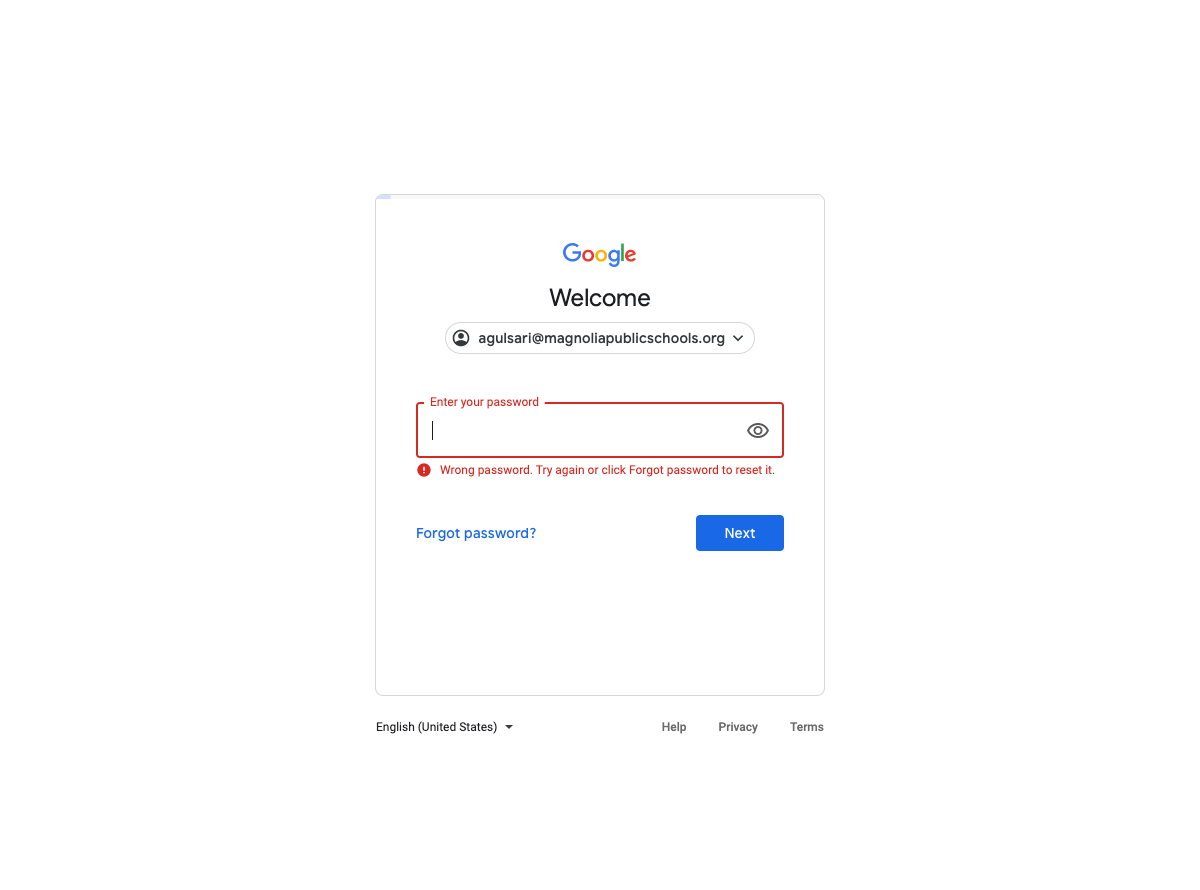 Google
Welcome
agulsari@magnoliapublicschools.org
Enter your password
Wrong password. Try again or click Forgot password to reset it.
Forgot password?
Next
English (United States)
Help
Privacy
Terms